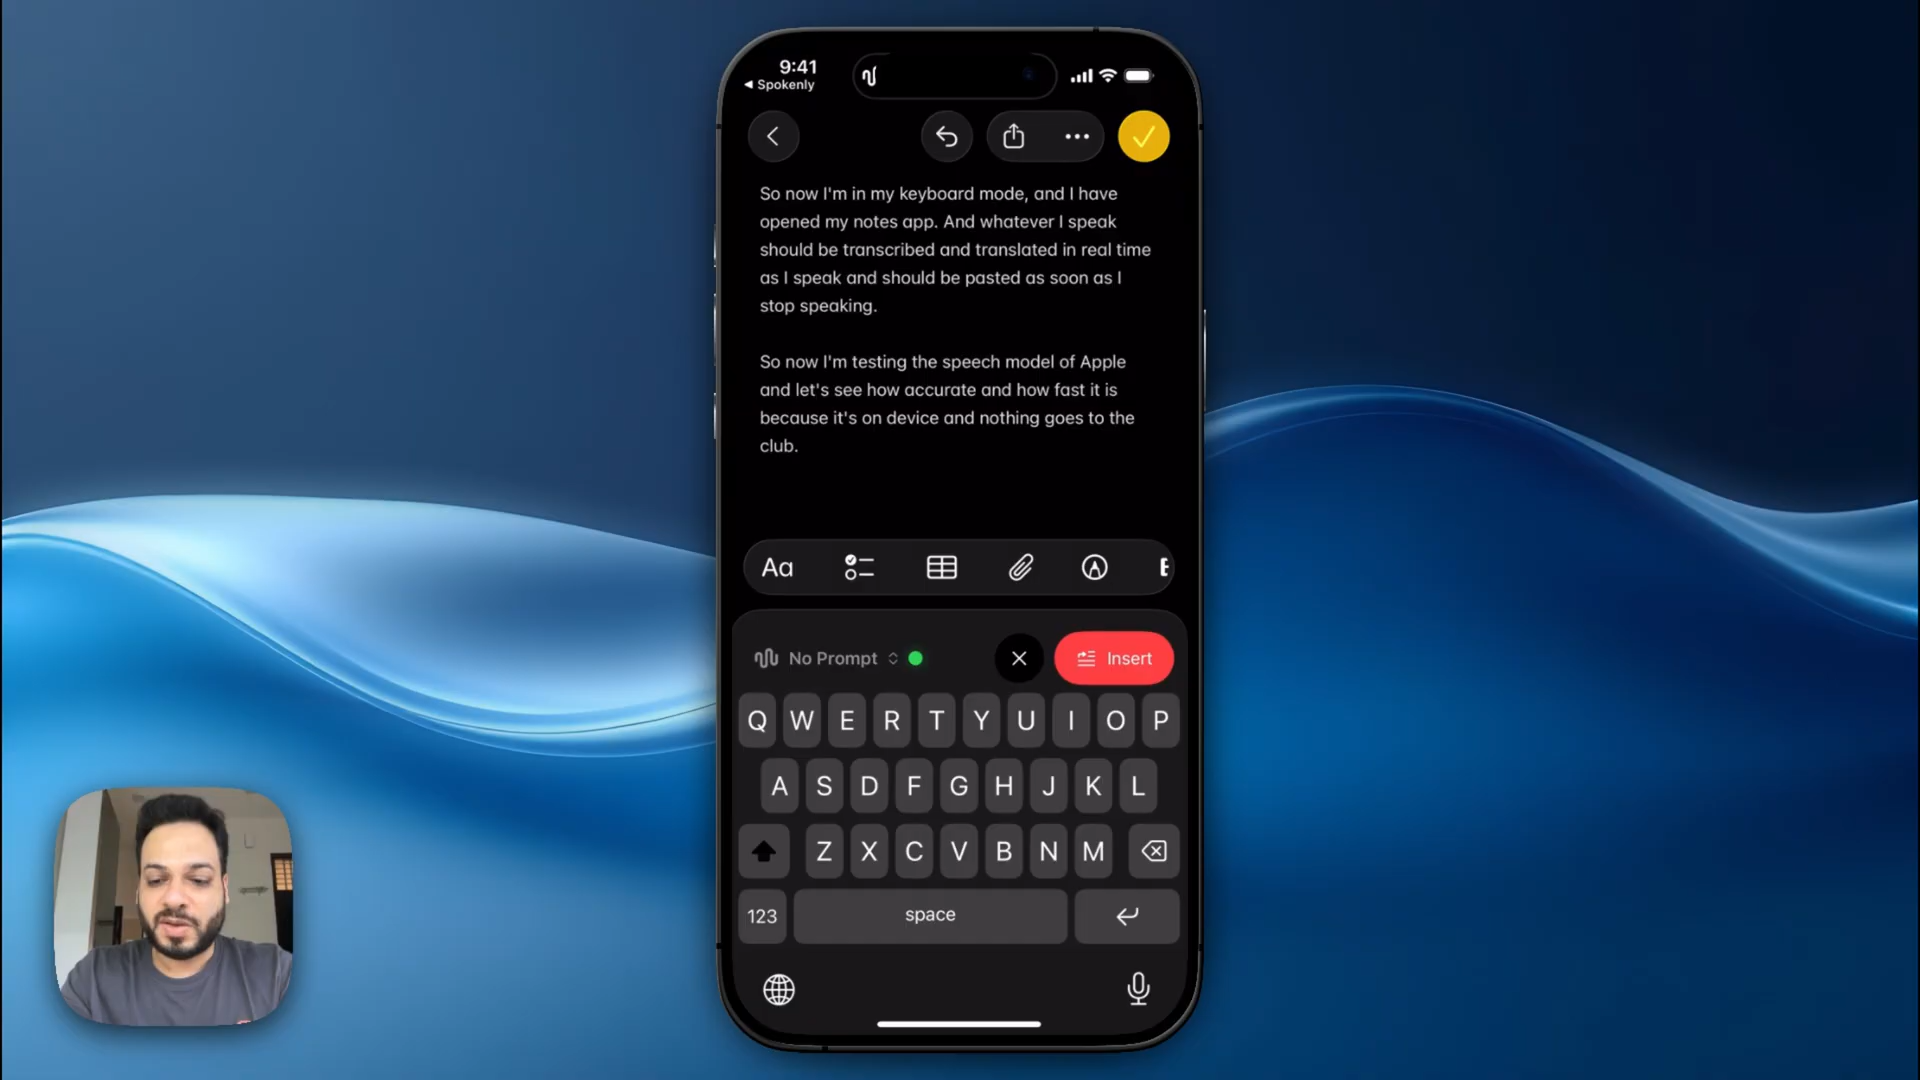 9:41
Spokenly
So now I'm in my keyboard mode, and I have
opened my notes app. And whatever I speak
should be transcribed and translated in real time
as I speak and should be pasted as soon as I
stop speaking.
So now I'm testing the speech model of Apple
and let's see how accurate and how fast it is
because it's on device and nothing goes to the
club.
Aa
No Prompt
Insert
Q W E R T Y U I O P
A S D F G H J K L
Z X C V B N M
123
space